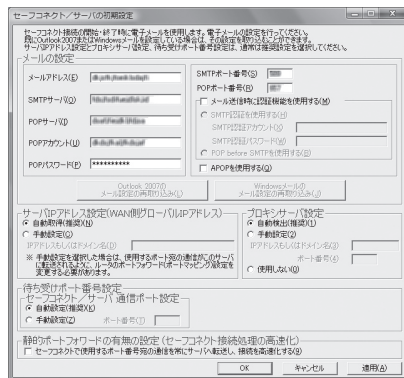 セーフコネクト／サーバの初期設定
セーフコネクト接続の開始・終了時に電子メールを使用します。電子メールの設定を行ってください。
既にOutlook2007またはWindowsメールを設定している場合は、その設定を取り込むことができます。
サーバIPアドレス設定とプロキシサーバ設定、待ち受けポート番号設定は、通常は推奨設定を選択してください。
メールの設定
メールアドレス(E)
SMTPサーバ(O)
POPサーバ(I)
POPアカウント(U)
POPパスワード(P) **********
SMTPポート番号(S)
POPポート番号(R)
メール送信時に認証機能を使用する(M)
SMTP認証を使用する(H)
SMTP認証アカウント(V)
SMTP認証パスワード(W)
POP before SMTPを使用する(B)
APOPを使用する(Q)
Outlook 2007の
メール設定の再取り込み(L)
Windowsメールの
メール設定の再取り込み(J)
サーバIPアドレス設定(WAN側グローバルIPアドレス)
自動取得(推奨)(N)
手動設定(C)
IPアドレスもしくはドメイン名(D)
※ 手動設定を選択した場合は、使用するポート宛の通信がこのサーバ
に転送されるように、ルータのポートフォワード(ポートマッピング)設定を
変更する必要があります。
プロキシサーバ設定
自動検出(推奨)(1)
手動設定(2)
IPアドレスもしくはドメイン名(3)
ポート番号(4)
使用しない(0)
待ち受けポート番号設定
セーフコネクト／サーバ 通信ポート設定
自動設定(推奨)(X)
手動設定(Z)
ポート番号(T)
静的ポートフォワードの有無の設定 (セーフコネクト接続処理の高速化)
セーフコネクトで使用するポート番号宛の通信を常にサーバへ転送し、接続を高速化する(9)
OK
キャンセル
適用(A)